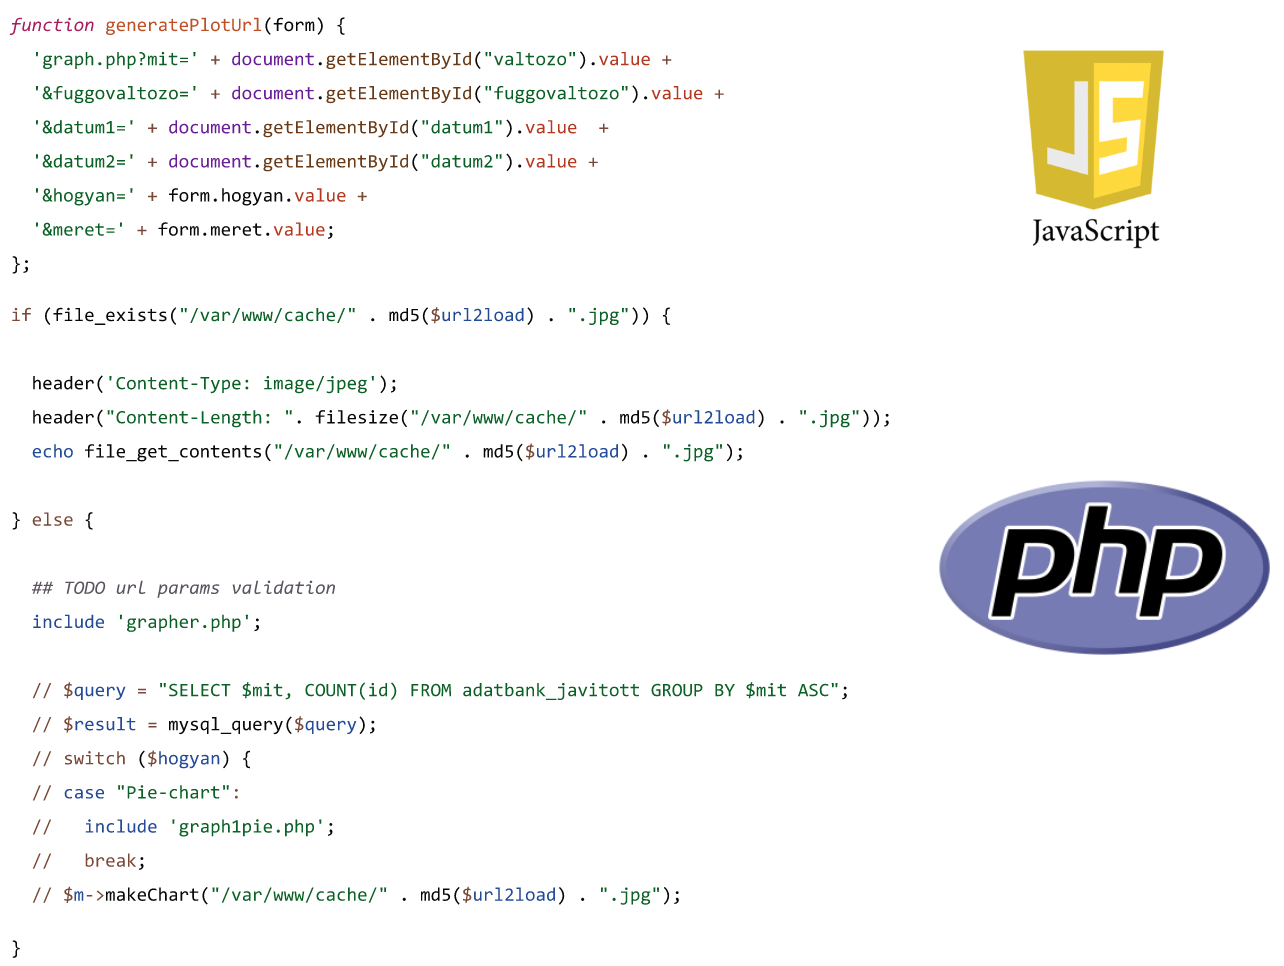 function generatePlotUrl(form) {
  'graph.php?mit=' + document.getElementById("valtozo").value +
  '&fuggovaltozo=' + document.getElementById("fuggovaltozo").value +
  '&datum1=' + document.getElementById("datum1").value  +
  '&datum2=' + document.getElementById("datum2").value +
  '&hogyan=' + form.hogyan.value +
  '&meret=' + form.meret.value;
};
JS
JavaScript
if (file_exists("/var/www/cache/" . md5($url2load) . ".jpg")) {
  header('Content-Type: image/jpeg');
  header("Content-Length: ". filesize("/var/www/cache/" . md5($url2load) . ".jpg"));
  echo file_get_contents("/var/www/cache/" . md5($url2load) . ".jpg");
} else {
  ## TODO url params validation
  include 'grapher.php';
  // $query = "SELECT $mit, COUNT(id) FROM adatbank_javitott GROUP BY $mit ASC";
  // $result = mysql_query($query);
  // switch ($hogyan) {
  // case "Pie-chart":
  //   include 'graph1pie.php';
  //   break;
  // $m->makeChart("/var/www/cache/" . md5($url2load) . ".jpg");
}
php